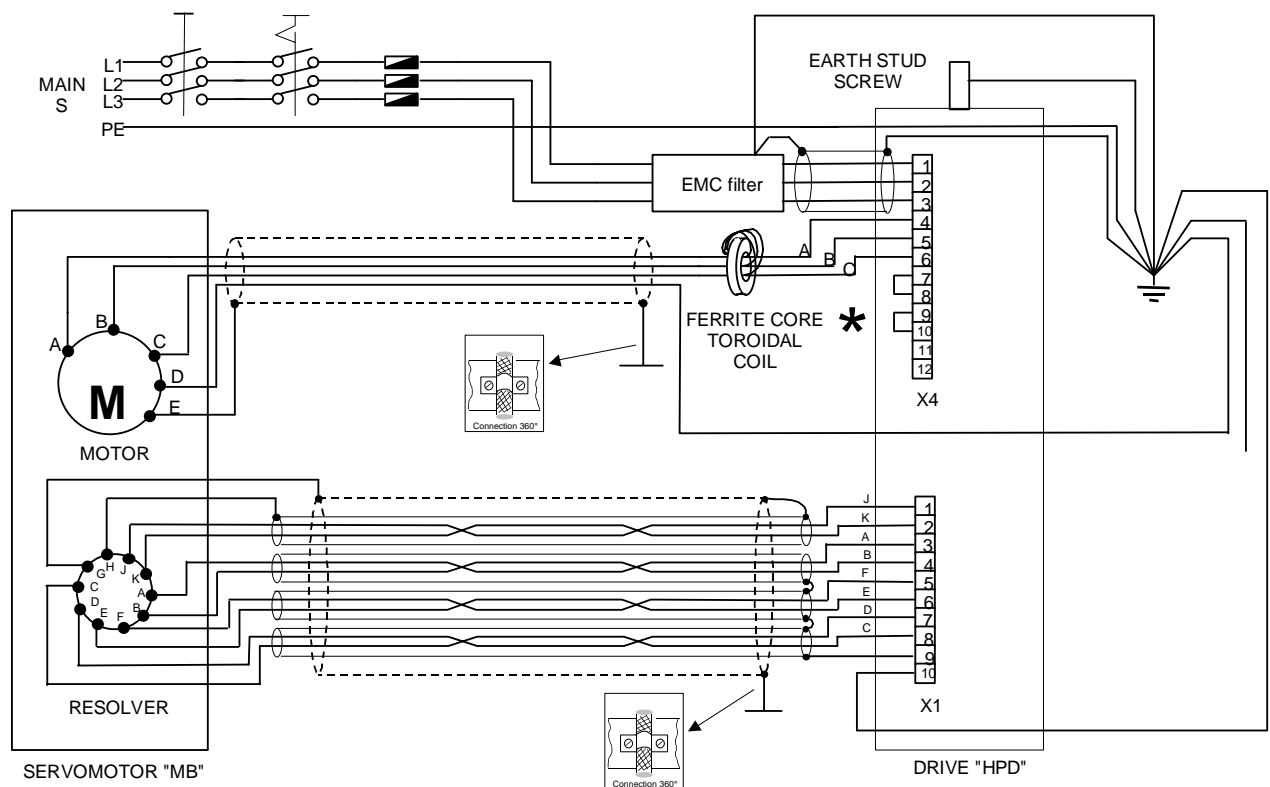 MAIN
S
L1
L2
L3
PE
EARTH STUD
SCREW
EMC filter
1
2
3
4
5
6
7
8
9
10
11
12
X4
A
B
C
FERRITE CORE
TOROIDAL
COIL
*
A
B
C
D
E
M
MOTOR
Connection 360°
J
K
A
B
F
E
D
C
1
2
3
4
5
6
7
8
9
10
X1
G
H
J
K
A
B
F
E
D
C
RESOLVER
Connection 360°
SERVOMOTOR "MB"
DRIVE "HPD"